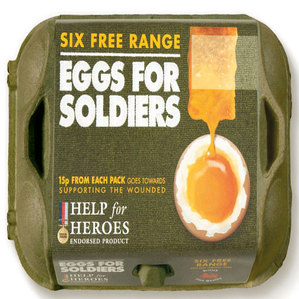 SIX FREE RANGE
EGGS FOR
SOLDIERS
15p FROM EACH PACK GOES TOWARDS
SUPPORTING THE WOUNDED
HELP for
HEROES
ENDORSED PRODUCT
EGGS FOR
SOLDIERS
HELP for
HEROES
SIX FREE RANGE